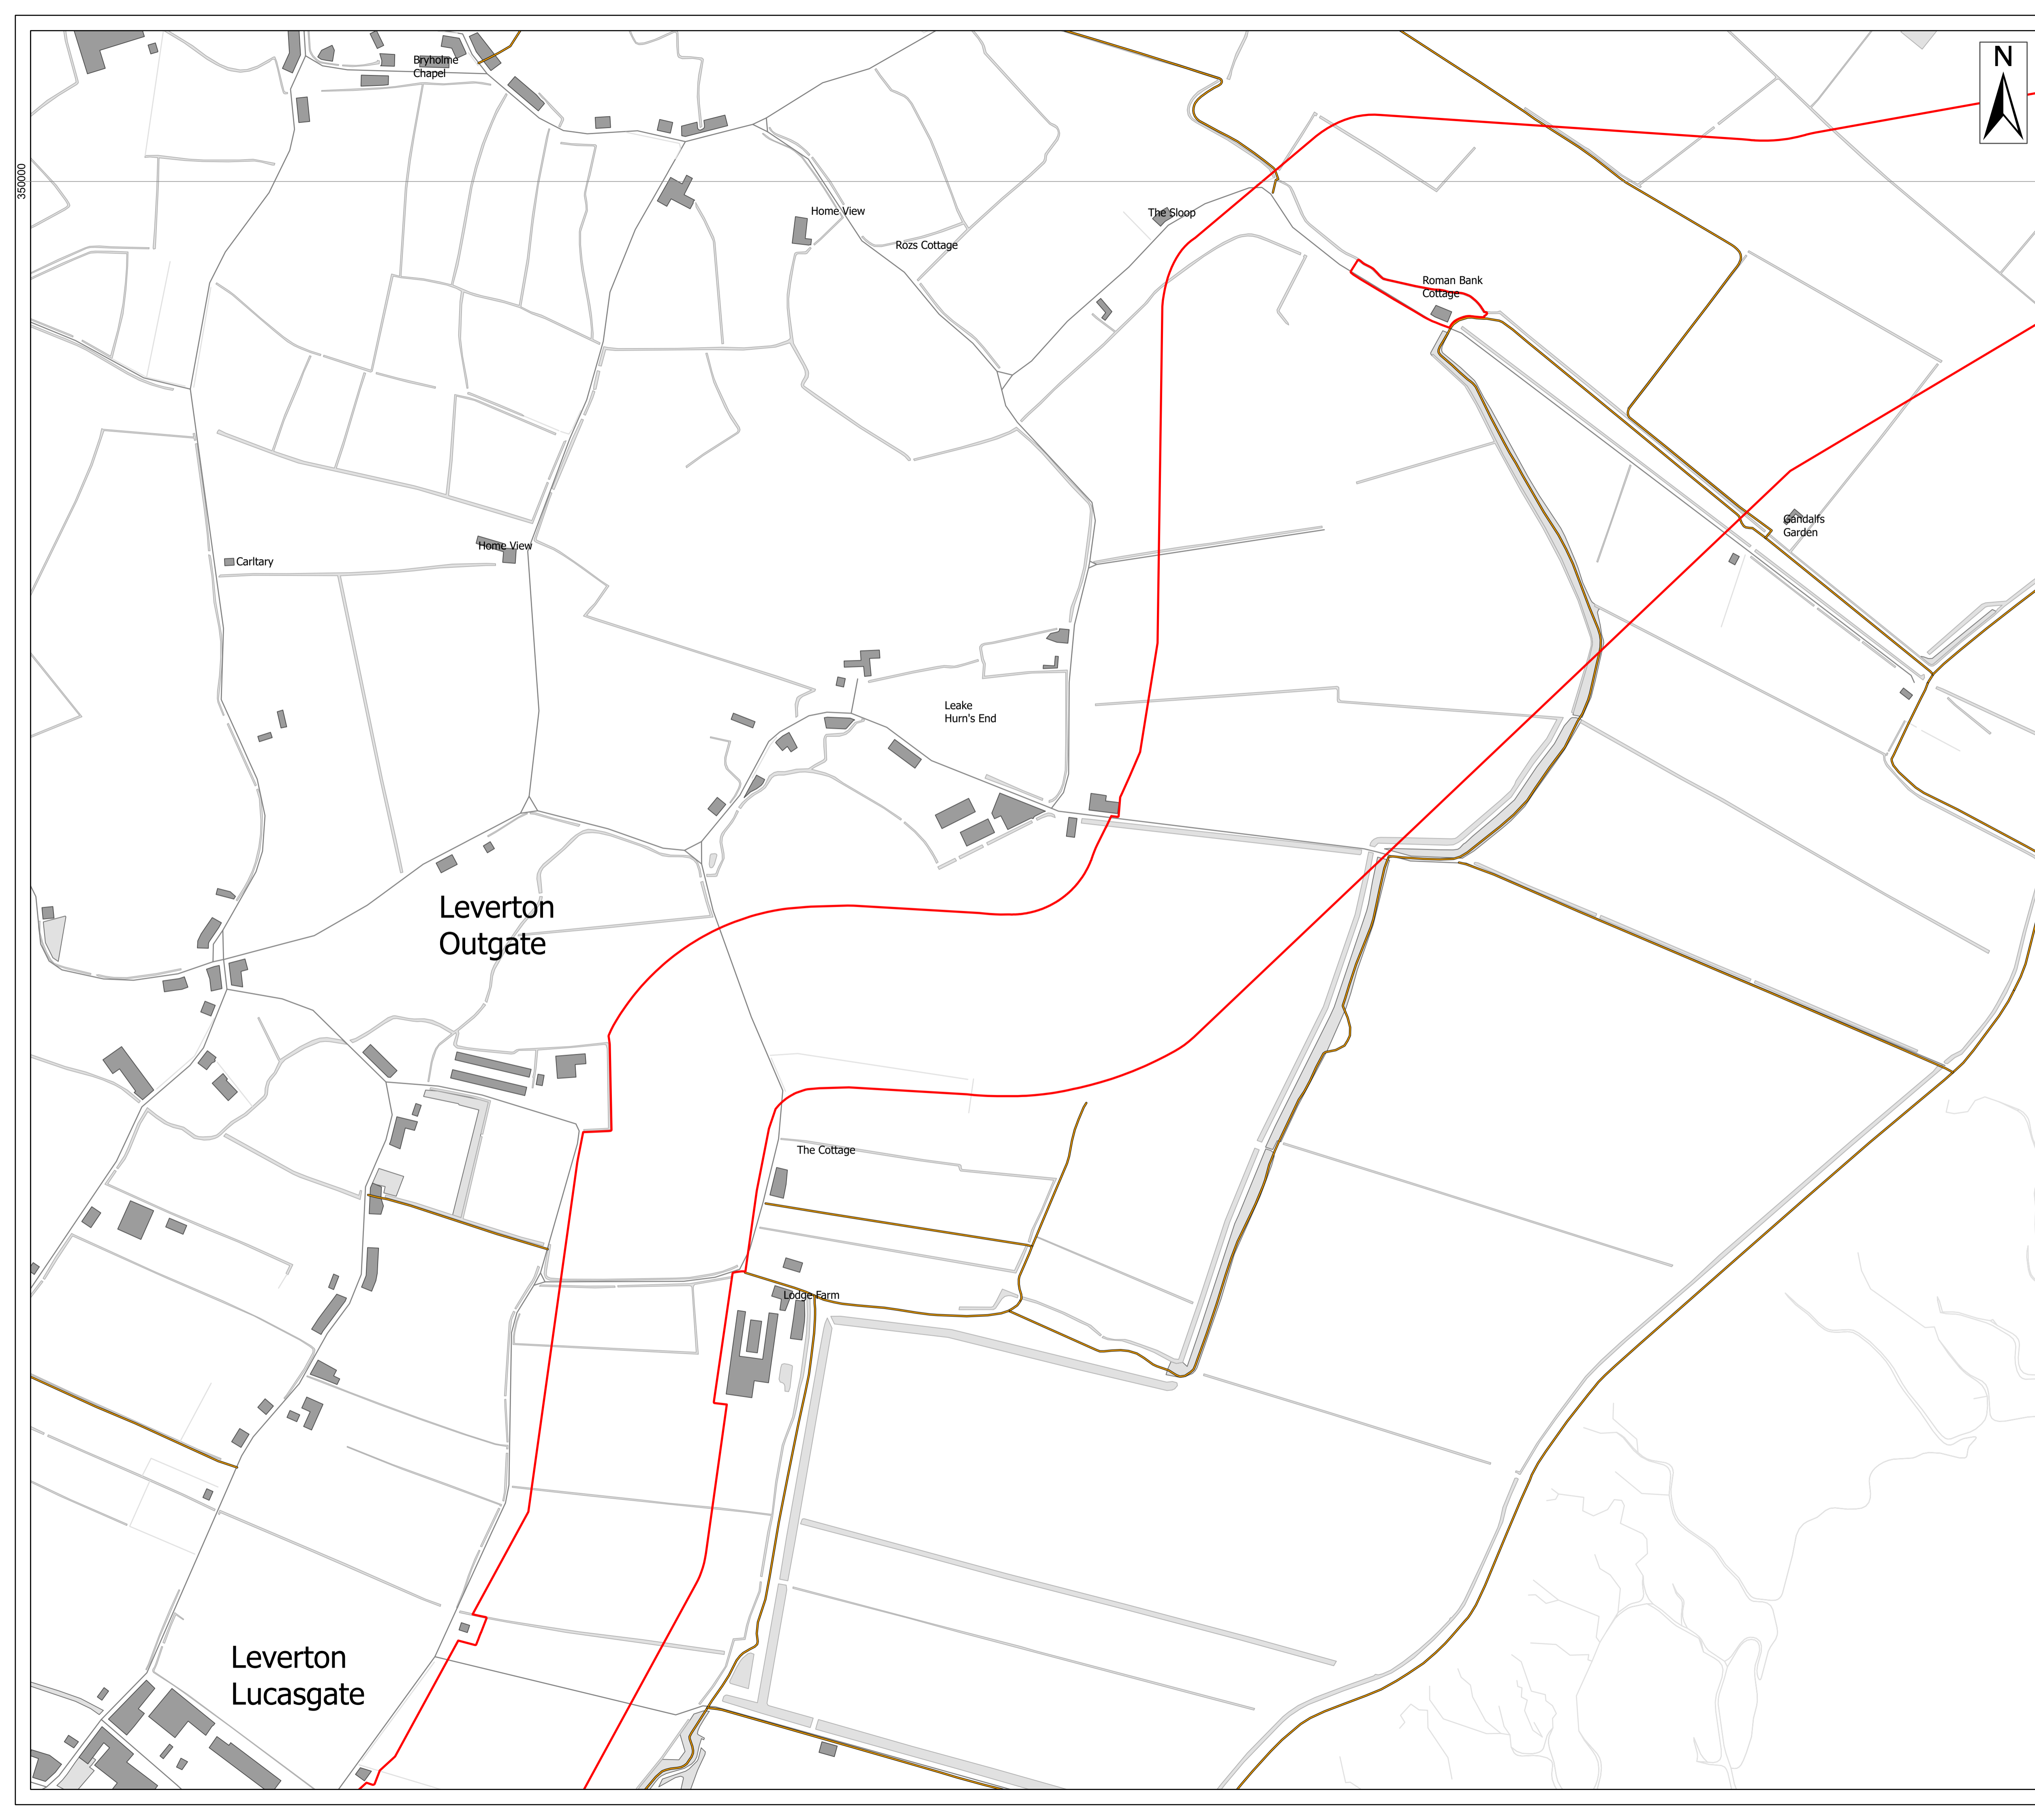 N
Bryholme
Chapel
350000
Home View
The Sloop
Rozs Cottage
Roman Bank
Cottage
Gandalfs
Garden
Home View
Carltary
Leake
Hurn's End
Leverton
Outgate
The Cottage
Lodge Farm
Leverton
Lucasgate